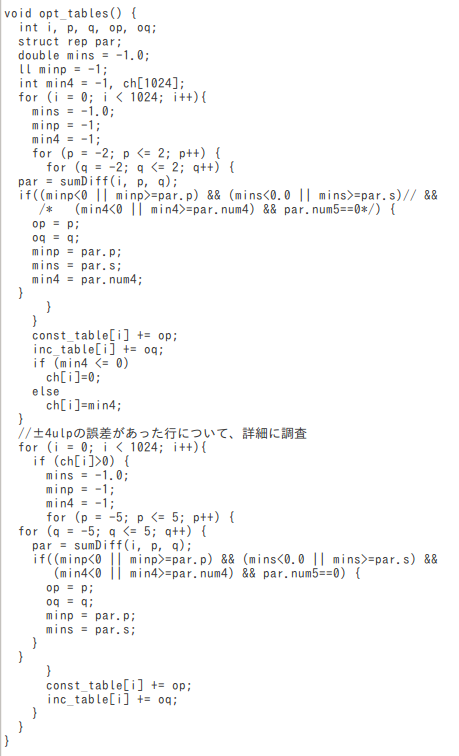 void opt_tables() {
  int i, p, q, op, oq;
  struct rep par;
  double mins = -1.0;
  ll minp = -1;
  int min4 = -1, ch[1024];
  for (i = 0; i < 1024; i++){
    mins = -1.0;
    minp = -1;
    min4 = -1;
    for (p = -2; p <= 2; p++) {
      for (q = -2; q <= 2; q++) {
  par = sumDiff(i, p, q);
  if((minp<0 || minp>=par.p) && (mins<0.0 || mins>=par.s)// &&
     /*   (min4<0 || min4>=par.num4) && par.num5==0*/) {
    op = p;
    oq = q;
    minp = par.p;
    mins = par.s;
    min4 = par.num4;
  }
      }
    }
    const_table[i] += op;
    inc_table[i] += oq;
    if (min4 <= 0)
      ch[i]=0;
    else
      ch[i]=min4;
  }
  //±4ulpの誤差があった行について、詳細に調査
  for (i = 0; i < 1024; i++){
    if (ch[i]>0) {
      mins = -1.0;
      minp = -1;
      min4 = -1;
      for (p = -5; p <= 5; p++) {
  for (q = -5; q <= 5; q++) {
    par = sumDiff(i, p, q);
    if((minp<0 || minp>=par.p) && (mins<0.0 || mins>=par.s) &&
       (min4<0 || min4>=par.num4) && par.num5==0) {
      op = p;
      oq = q;
      minp = par.p;
      mins = par.s;
    }
  }
      }
      const_table[i] += op;
      inc_table[i] += oq;
    }
  }
}